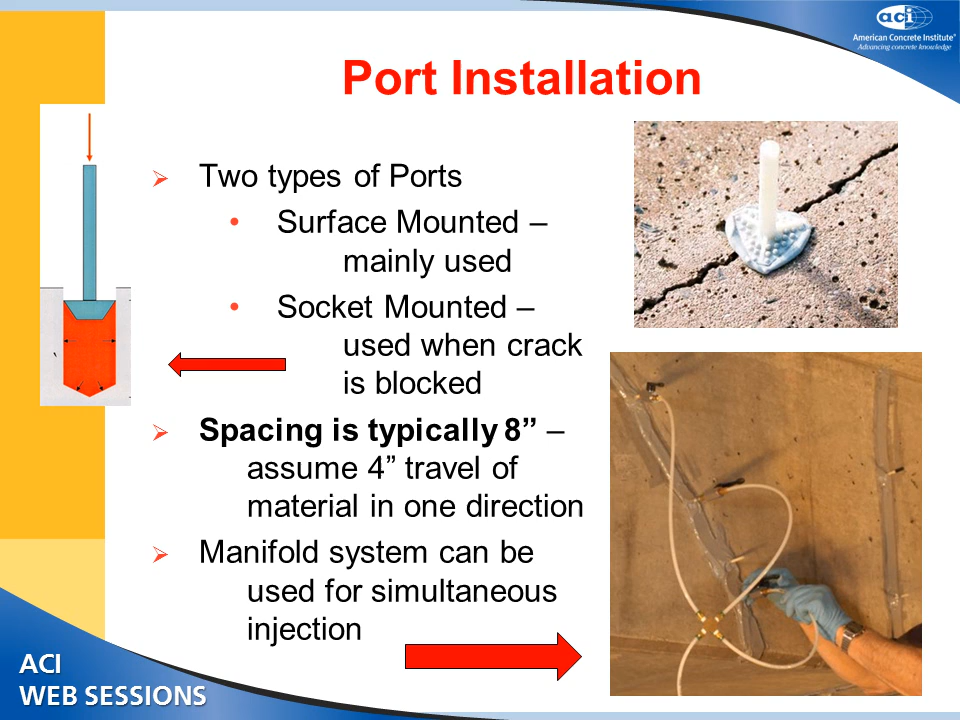 aci
American Concrete Institute®
Advancing concrete knowledge
Port Installation
➢ Two types of Ports
• Surface Mounted –
mainly used
• Socket Mounted –
used when crack
is blocked
➢ Spacing is typically 8” –
assume 4” travel of
material in one direction
➢ Manifold system can be
used for simultaneous
injection
ACI
WEB SESSIONS